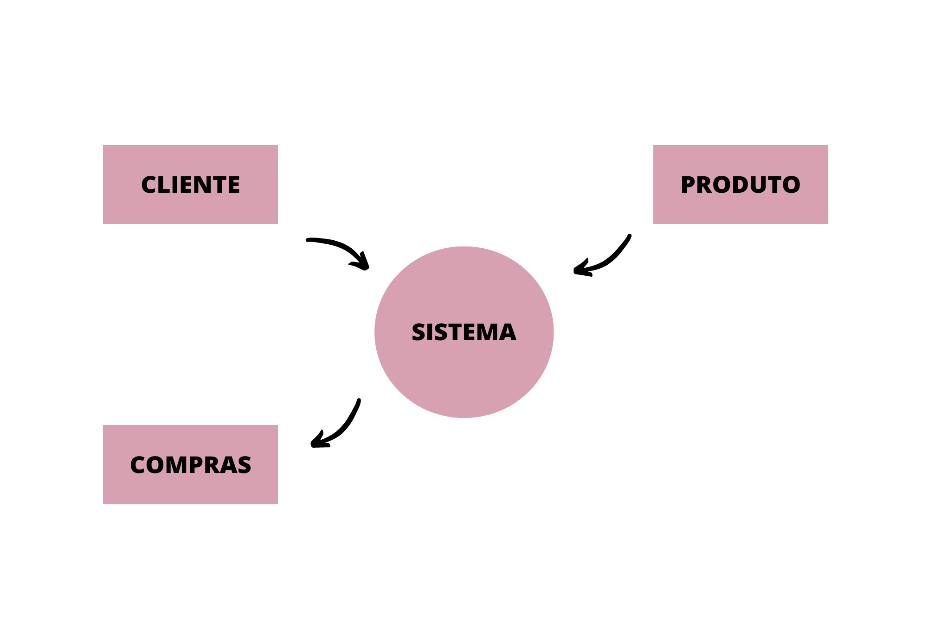 CLIENTE
PRODUTO
SISTEMA
COMPRAS